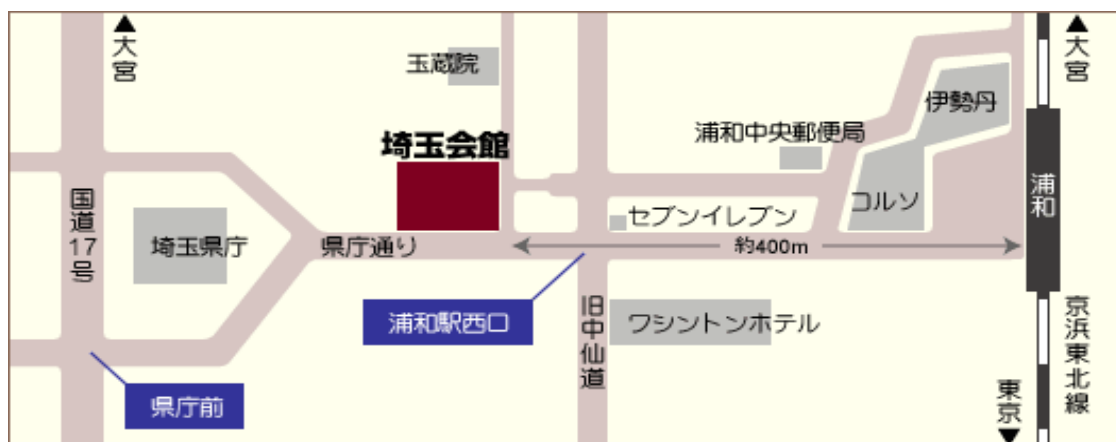 ▲大宮
▲大宮
玉蔵院
伊勢丹
浦和中央郵便局
埼玉会館
浦和
国道17号
コルソ
セブンイレブン
埼玉県庁
県庁通り
約400m
浦和駅西口
旧中仙道
ワシントンホテル
京浜東北線
県庁前
東京▼